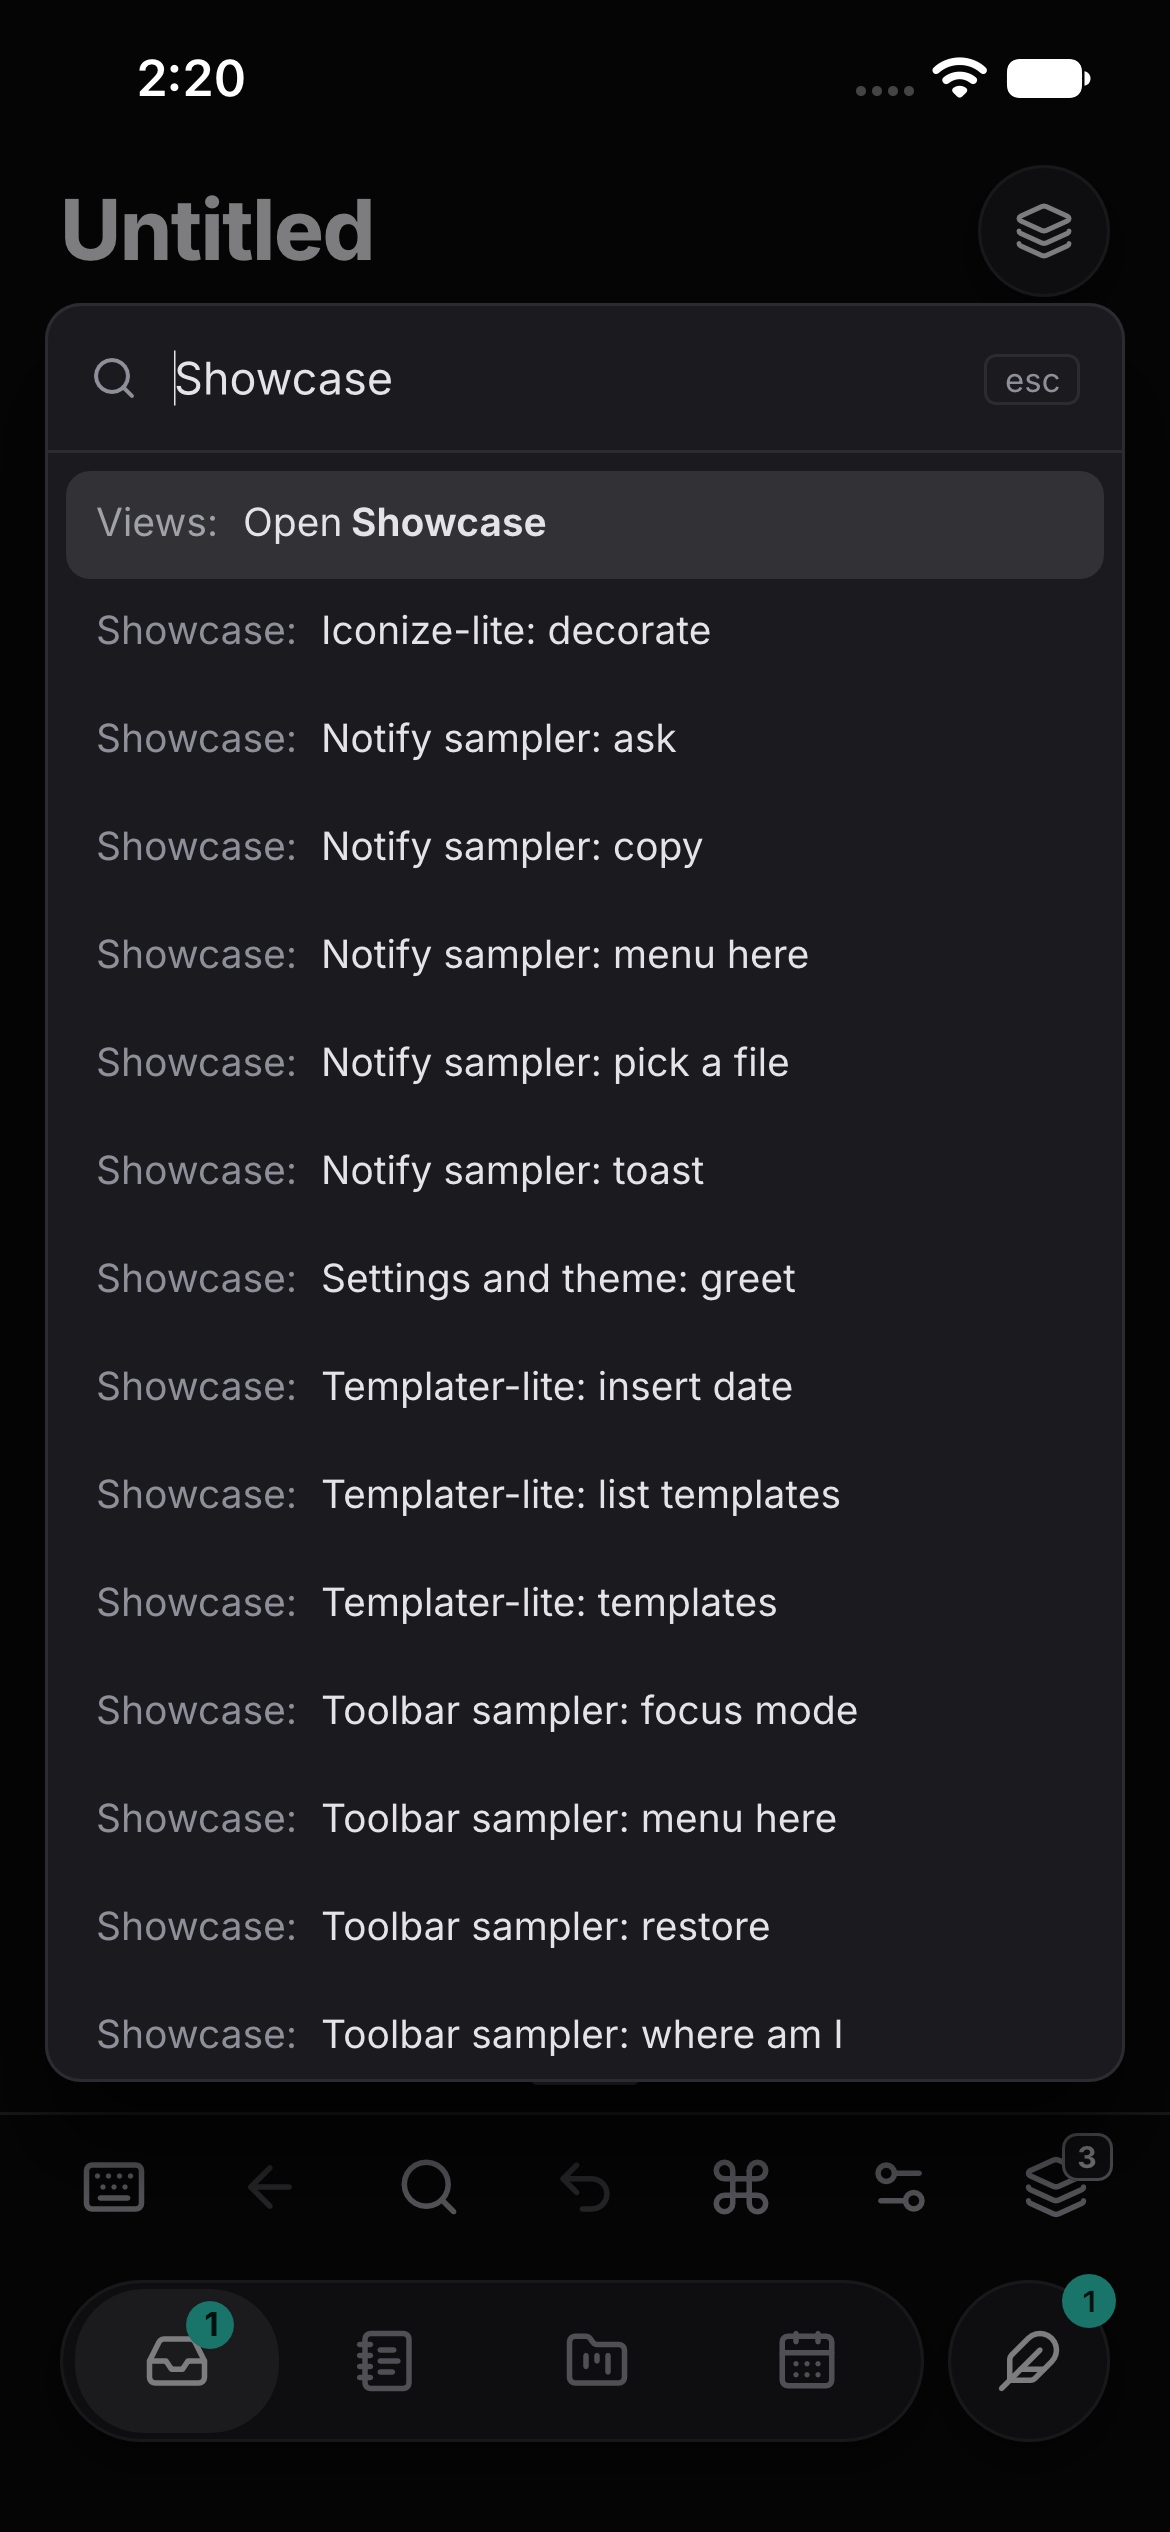 2:20
Untitled
Showcase esc
Views: Open Showcase
Showcase: Iconize-lite: decorate
Showcase: Notify sampler: ask
Showcase: Notify sampler: copy
Showcase: Notify sampler: menu here
Showcase: Notify sampler: pick a file
Showcase: Notify sampler: toast
Showcase: Settings and theme: greet
Showcase: Templater-lite: insert date
Showcase: Templater-lite: list templates
Showcase: Templater-lite: templates
Showcase: Toolbar sampler: focus mode
Showcase: Toolbar sampler: menu here
Showcase: Toolbar sampler: restore
Showcase: Toolbar sampler: where am I
3
1 1